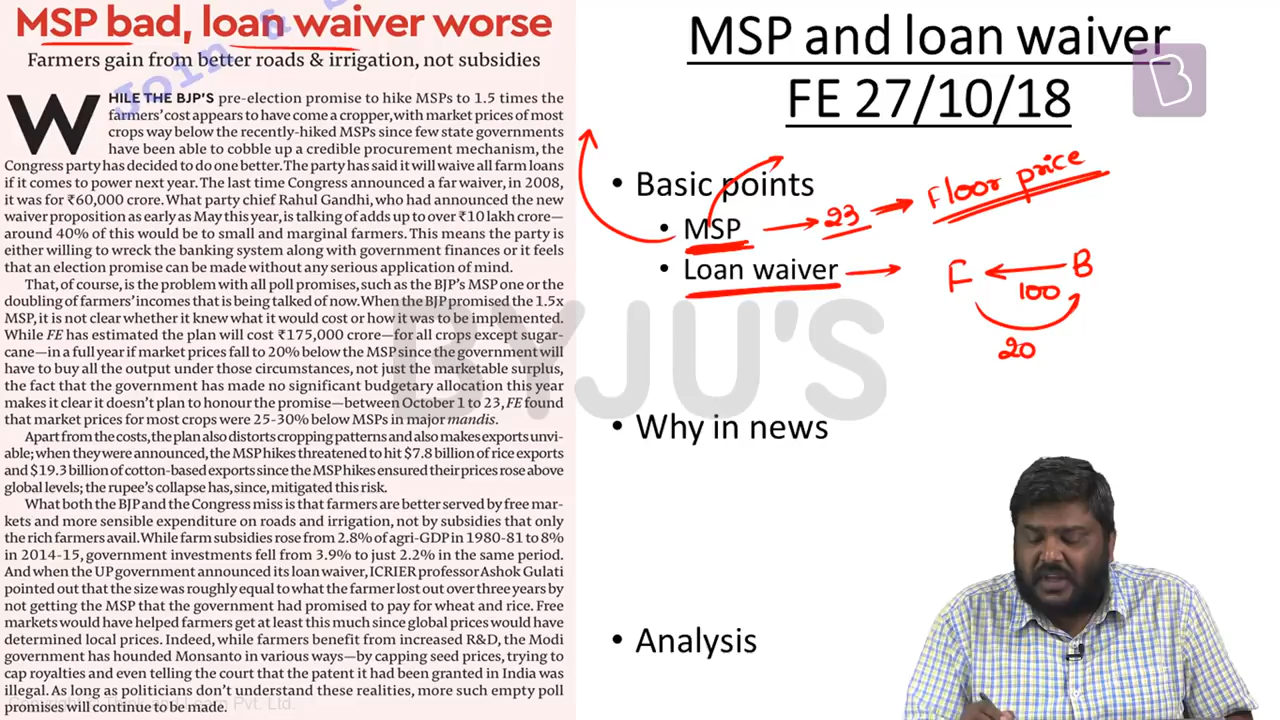 MSP bad, loan waiver worse
Farmers gain from better roads & irrigation, not subsidies
WHILE THE BJP'S pre-election promise to hike MSPs to 1.5 times the
farmers' cost appears to have come a cropper, with market prices of most
crops way below the recently-hiked MSPs since few state governments
have been able to cobble up a credible procurement mechanism, the
Congress party has decided to do one better. The party has said it will waive all farm loans
if it comes to power next year. The last time Congress announced a far waiver, in 2008,
it was for ₹60,000 crore. What party chief Rahul Gandhi, who had announced the new
waiver proposition as early as May this year, is talking of adds up to over ₹10 lakh crore—
around 40% of this would be to small and marginal farmers. This means the party is
either willing to wreck the banking system along with government finances or it feels
that an election promise can be made without any serious application of mind.
That, of course, is the problem with all poll promises, such as the BJP's MSP one or the
doubling of farmers' incomes that is being talked of now. When the BJP promised the 1.5x
MSP, it is not clear whether it knew what it would cost or how it was to be implemented.
While FE has estimated the plan will cost ₹175,000 crore—for all crops except sugar-
cane—in a full year if market prices fall to 20% below the MSP since the government will
have to buy all the output under those circumstances, not just the marketable surplus,
the fact that the government has made no significant budgetary allocation this year
makes it clear it doesn't plan to honour the promise—between October 1 to 23, FE found
that market prices for most crops were 25-30% below MSPs in major mandis.
Apart from the costs, the plan also distorts cropping patterns and also makes exports unvi-
able; when they were announced, the MSP hikes threatened to hit $7.8 billion of rice exports
and $19.3 billion of cotton-based exports since the MSP hikes ensured their prices rose above
global levels; the rupee's collapse has, since, mitigated this risk.
What both the BJP and the Congress miss is that farmers are better served by free mar-
kets and more sensible expenditure on roads and irrigation, not by subsidies that only
the rich farmers avail. While farm subsidies rose from 2.8% of agri-GDP in 1980-81 to 8%
in 2014-15, government investments fell from 3.9% to just 2.2% in the same period.
And when the UP government announced its loan waiver, ICRIER professor Ashok Gulati
pointed out that the size was roughly equal to what the farmer lost out over three years by
not getting the MSP that the government had promised to pay for wheat and rice. Free
markets would have helped farmers get at least this much since global prices would have
determined local prices. Indeed, while farmers benefit from increased R&D, the Modi
government has hounded Monsanto in various ways—by capping seed prices, trying to
cap royalties and even telling the court that the patent it had been granted in India was
illegal. As long as politicians don't understand these realities, more such empty poll
promises will continue to be made.
MSP and loan waiver
FE 27/10/18
B
• Basic points
• MSP 23 Floor price
• Loan waiver F B
100
20
• Why in news
• Analysis
BYJU'S
Join &
Pvt. Ltd.